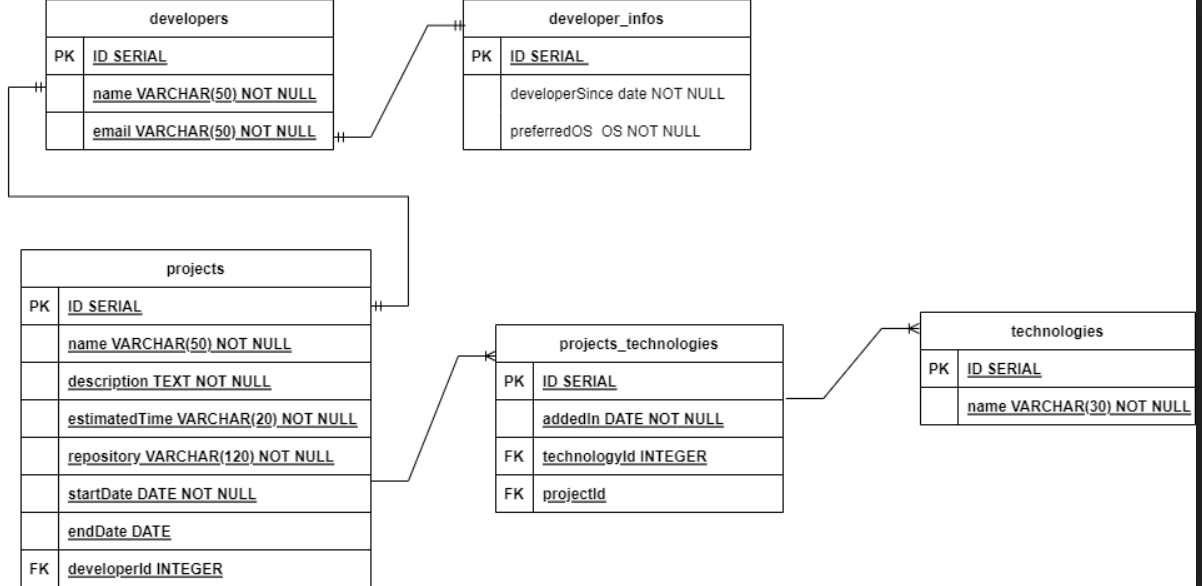 developers
PK ID SERIAL
name VARCHAR(50) NOT NULL
email VARCHAR(50) NOT NULL
developer_infos
PK ID SERIAL
developerSince date NOT NULL
preferredOS OS NOT NULL
projects
PK ID SERIAL
name VARCHAR(50) NOT NULL
description TEXT NOT NULL
estimatedTime VARCHAR(20) NOT NULL
repository VARCHAR(120) NOT NULL
startDate DATE NOT NULL
endDate DATE
FK developerId INTEGER
projects_technologies
PK ID SERIAL
addedIn DATE NOT NULL
FK technologyId INTEGER
FK projectId
technologies
PK ID SERIAL
name VARCHAR(30) NOT NULL